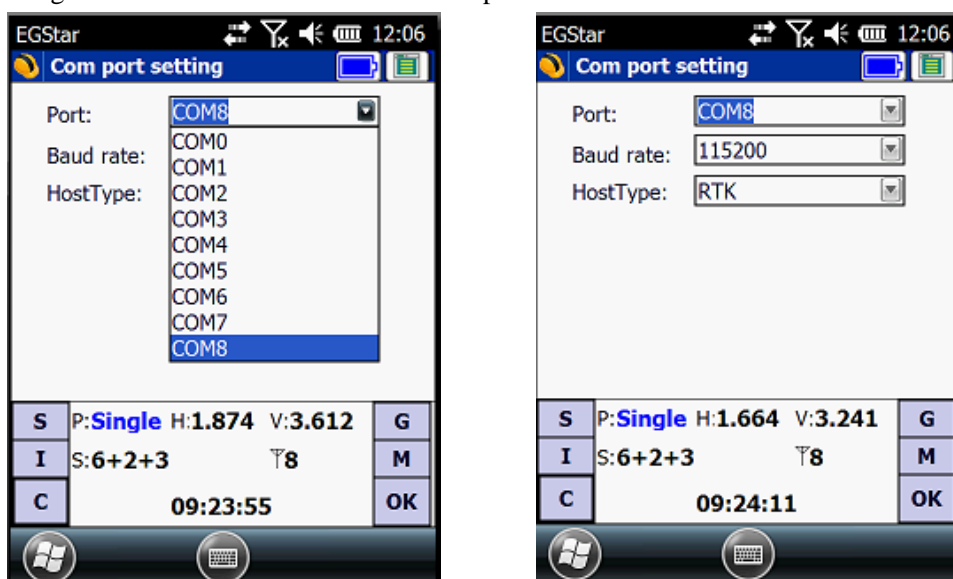 EGStar 12:06
Com port setting
Port: COM8
COM0
Baud rate: COM1
HostType: COM2
COM3
COM4
COM5
COM6
COM7
COM8
S P:Single H:1.874 V:3.612 G
I S:6+2+3 8 M
C 09:23:55 OK
EGStar 12:06
Com port setting
Port: COM8
Baud rate: 115200
HostType: RTK
S P:Single H:1.664 V:3.241 G
I S:6+2+3 8 M
C 09:24:11 OK